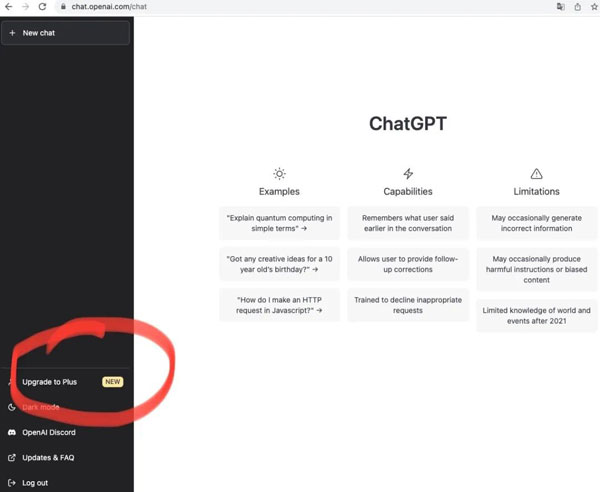 chat.openai.com/chat
+ New chat
ChatGPT
Examples
"Explain quantum computing in
simple terms" →
"Got any creative ideas for a 10
year old's birthday?" →
"How do I make an HTTP
request in Javascript?" →
Capabilities
Remembers what user said
earlier in the conversation
Allows user to provide follow-
up corrections
Trained to decline inappropriate
requests
Limitations
May occasionally generate
incorrect information
May occasionally produce
harmful instructions or biased
content
Limited knowledge of world and
events after 2021
Upgrade to Plus NEW
Dark mode
OpenAI Discord
Updates & FAQ
Log out